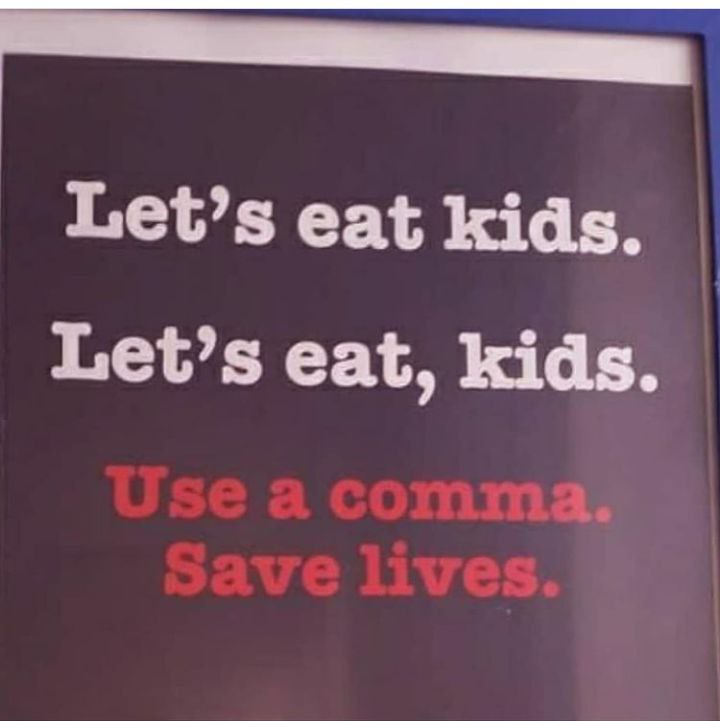 Let’s eat kids.
Let’s eat, kids.
Use a comma.
Save lives.